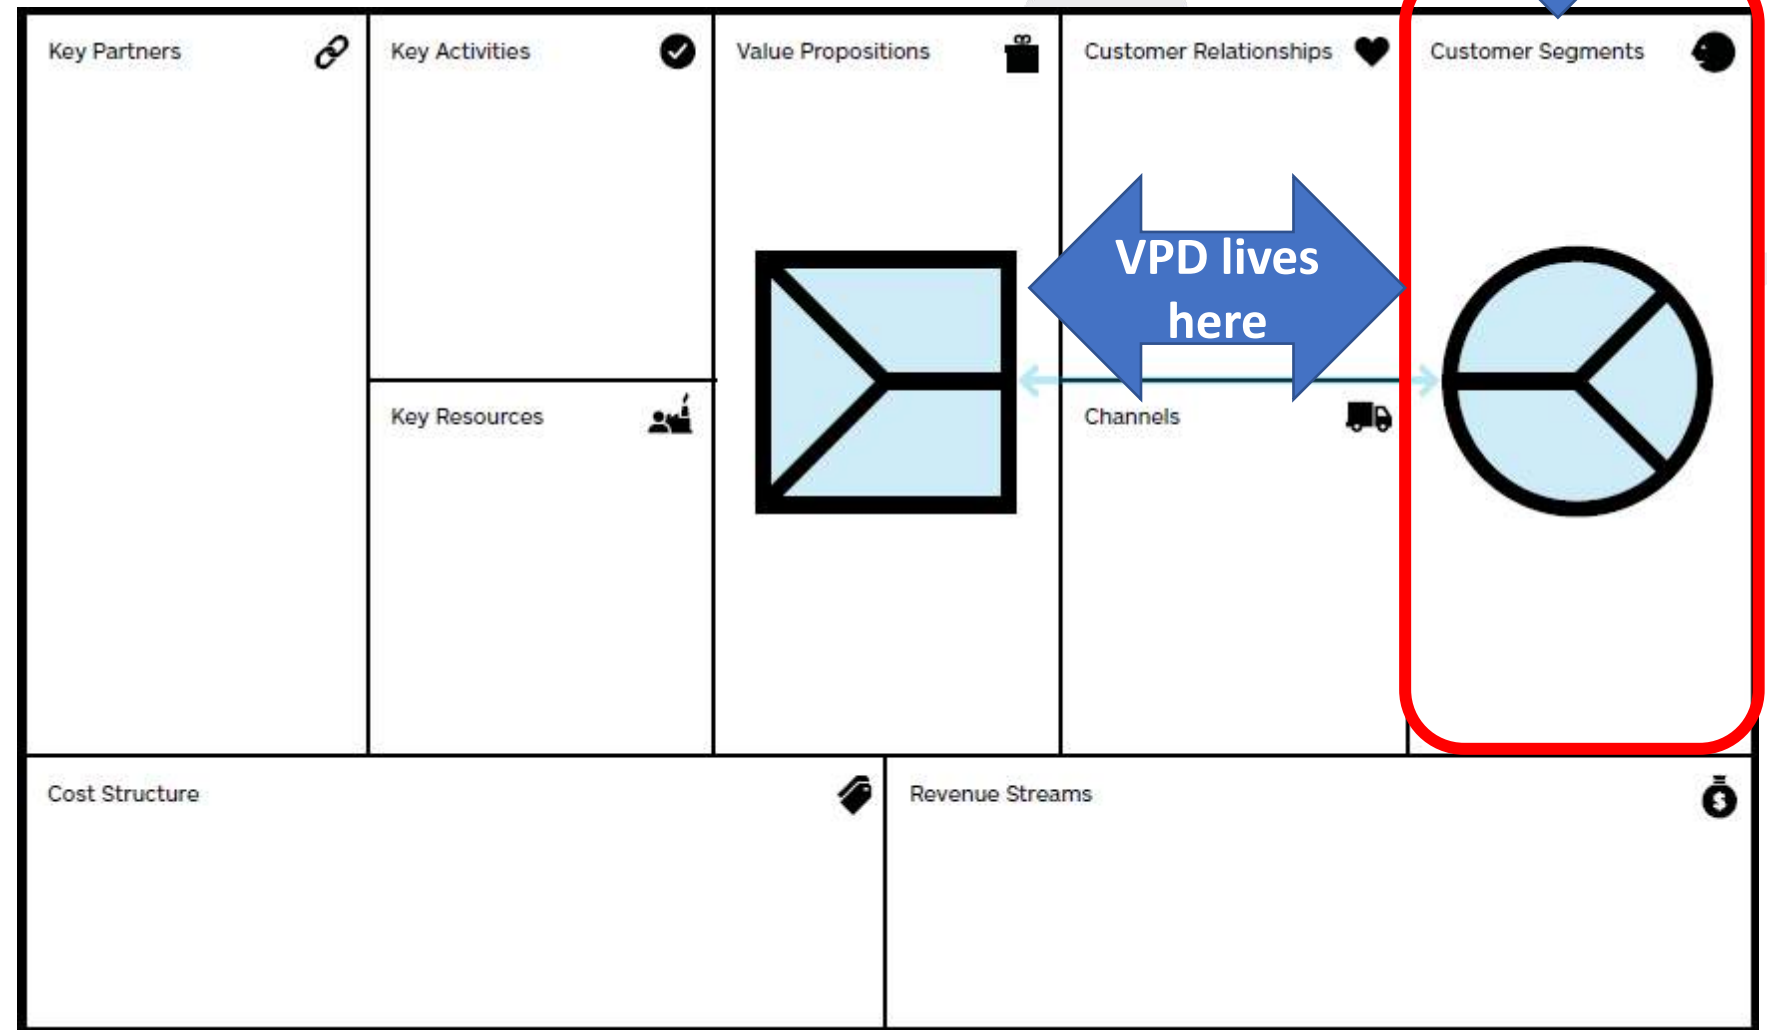 Key Partners
Key Activities
Value Propositions
Customer Relationships
Customer Segments
VPD lives
here
Key Resources
Channels
Cost Structure
Revenue Streams
$